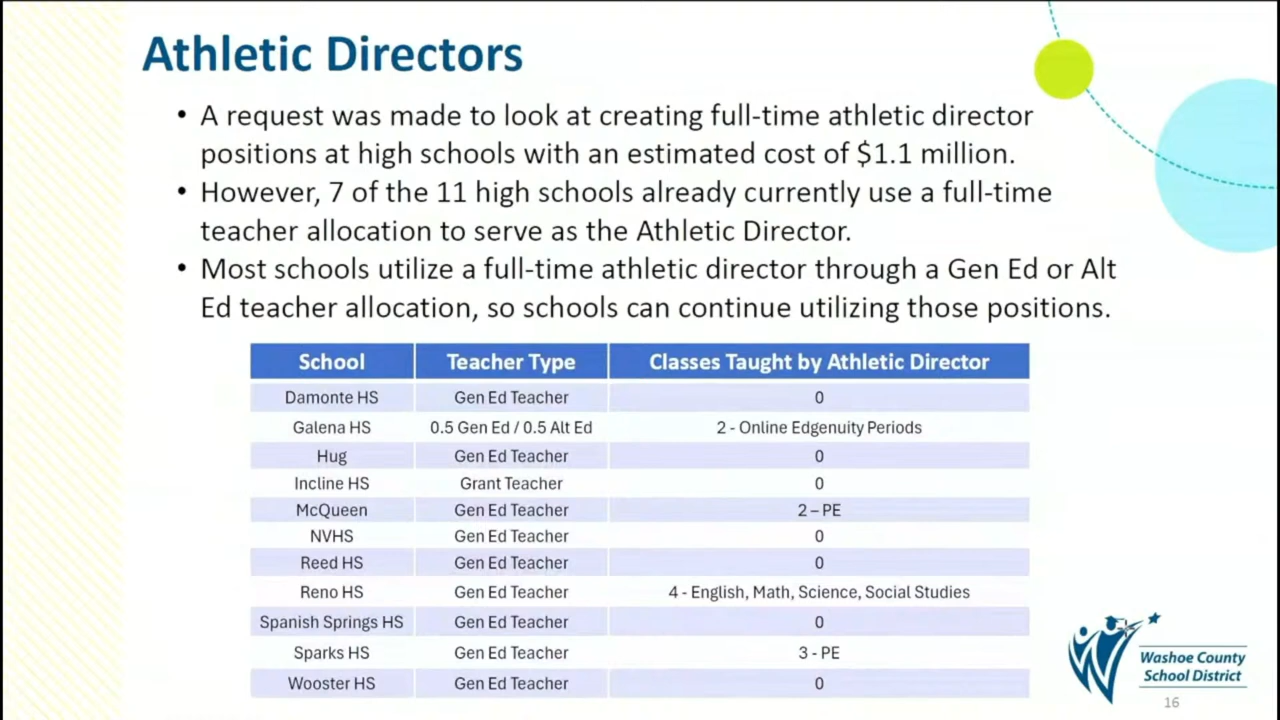 Athletic Directors
• A request was made to look at creating full-time athletic director
positions at high schools with an estimated cost of $1.1 million.
• However, 7 of the 11 high schools already currently use a full-time
teacher allocation to serve as the Athletic Director.
• Most schools utilize a full-time athletic director through a Gen Ed or Alt
Ed teacher allocation, so schools can continue utilizing those positions.
School Teacher Type Classes Taught by Athletic Director
Damonte HS Gen Ed Teacher 0
Galena HS 0.5 Gen Ed / 0.5 Alt Ed 2 - Online Edgenuity Periods
Hug Gen Ed Teacher 0
Incline HS Grant Teacher 0
McQueen Gen Ed Teacher 2 – PE
NVHS Gen Ed Teacher 0
Reed HS Gen Ed Teacher 0
Reno HS Gen Ed Teacher 4 - English, Math, Science, Social Studies
Spanish Springs HS Gen Ed Teacher 0
Sparks HS Gen Ed Teacher 3 - PE
Wooster HS Gen Ed Teacher 0
Washoe County
School District
16